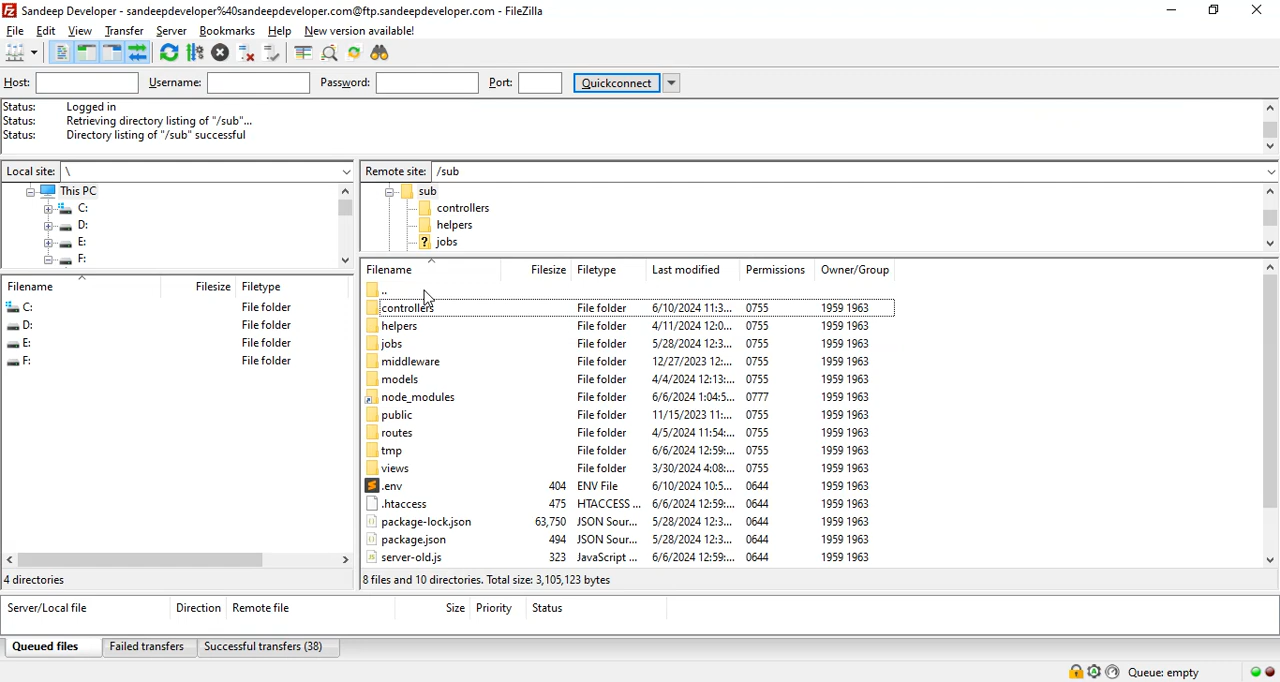 Sandeep Developer - sandeepdeveloper%40sandeepdeveloper.com@ftp.sandeepdeveloper.com - FileZilla
File Edit View Transfer Server Bookmarks Help New version available!
Host: Username: Password: Port: Quickconnect
Status: Logged in
Status: Retrieving directory listing of "/sub"...
Status: Directory listing of "/sub" successful
Local site: \
This PC
C:
D:
E:
F:
Filename Filesize Filetype
C: File folder
D: File folder
E: File folder
F: File folder
4 directories
Remote site: /sub
sub
controllers
helpers
jobs
Filename Filesize Filetype Last modified Permissions Owner/Group
..
controllers File folder 6/10/2024 11:3... 0755 1959 1963
helpers File folder 4/11/2024 12:0... 0755 1959 1963
jobs File folder 5/28/2024 12:3... 0755 1959 1963
middleware File folder 12/27/2023 12:... 0755 1959 1963
models File folder 4/4/2024 12:13:... 0755 1959 1963
node_modules File folder 6/6/2024 1:04:5... 0777 1959 1963
public File folder 11/15/2023 11:... 0755 1959 1963
routes File folder 4/5/2024 11:54:... 0755 1959 1963
tmp File folder 6/6/2024 12:59:... 0755 1959 1963
views File folder 3/30/2024 4:08:... 0755 1959 1963
.env 404 ENV File 6/10/2024 10:5... 0644 1959 1963
.htaccess 475 HTACCESS ... 6/6/2024 12:59:... 0644 1959 1963
package-lock.json 63,750 JSON Sour... 5/28/2024 12:3... 0644 1959 1963
package.json 494 JSON Sour... 5/28/2024 12:3... 0644 1959 1963
server-old.js 323 JavaScript ... 6/6/2024 12:59:... 0644 1959 1963
8 files and 10 directories. Total size: 3,105,123 bytes
Server/Local file Direction Remote file Size Priority Status
Queued files Failed transfers Successful transfers (38)
Queue: empty